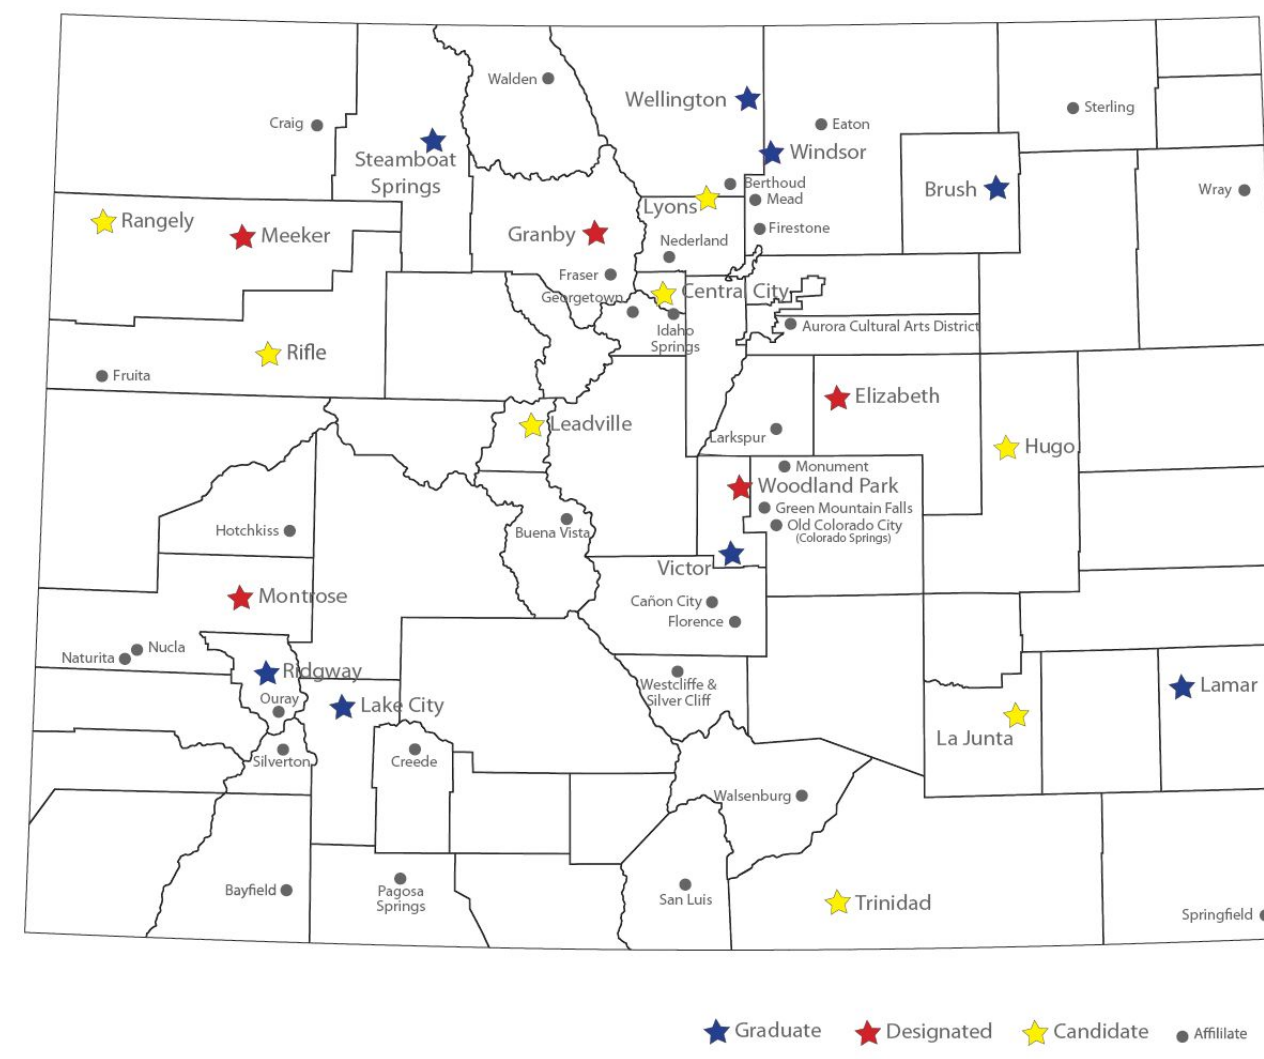 Walden
Wellington
Sterling
Craig
Eaton
Steamboat
Springs
Windsor
Berthoud
Brush
Wray
Rangely
Meeker
Lyons
Mead
Granby
Nederland
Firestone
Fraser
Georgetown
Central City
Idaho
Springs
Aurora Cultural Arts District
Rifle
Fruita
Elizabeth
Leadville
Larkspur
Hugo
Monument
Woodland Park
Green Mountain Falls
Old Colorado City
(Colorado Springs)
Hotchkiss
Buena Vista
Victor
Montrose
Cañon City
Florence
Nucla
Naturita
Ridgway
Westcliffe &
Silver Cliff
Lamar
Ouray
Lake City
La Junta
Silverton
Creede
Walsenburg
Bayfield
Pagosa
Springs
San Luis
Trinidad
Springfield
Graduate Designated Candidate Affililate